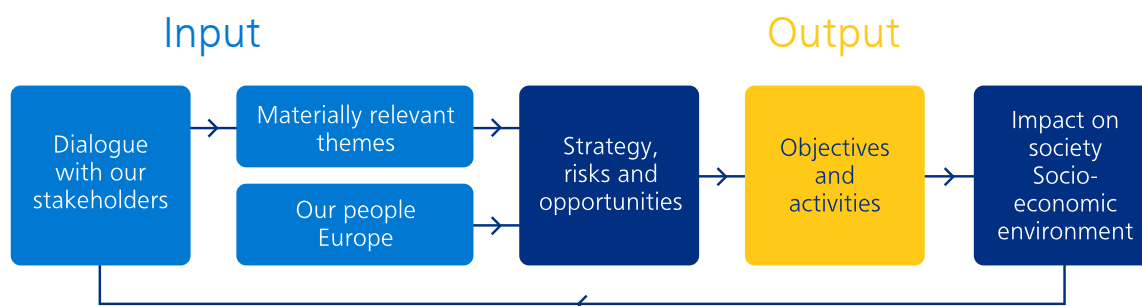 Input
Output
Dialogue
with our
stakeholders
Materially relevant
themes
Our people
Europe
Strategy,
risks and
opportunities
Objectives
and
activities
Impact on
society
Socio-
economic
environment